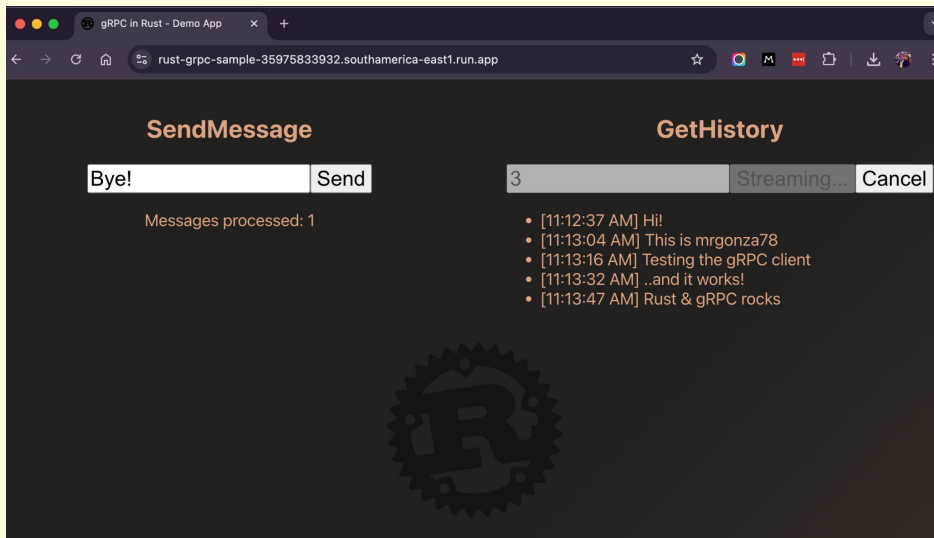 gRPC in Rust - Demo App
rust-grpc-sample-35975833932.southamerica-east1.run.app
SendMessage
Bye!
Send
Messages processed: 1
GetHistory
3
Streaming...
Cancel
[11:12:37 AM] Hi!
[11:13:04 AM] This is mrgonza78
[11:13:16 AM] Testing the gRPC client
[11:13:32 AM] ..and it works!
[11:13:47 AM] Rust & gRPC rocks
R